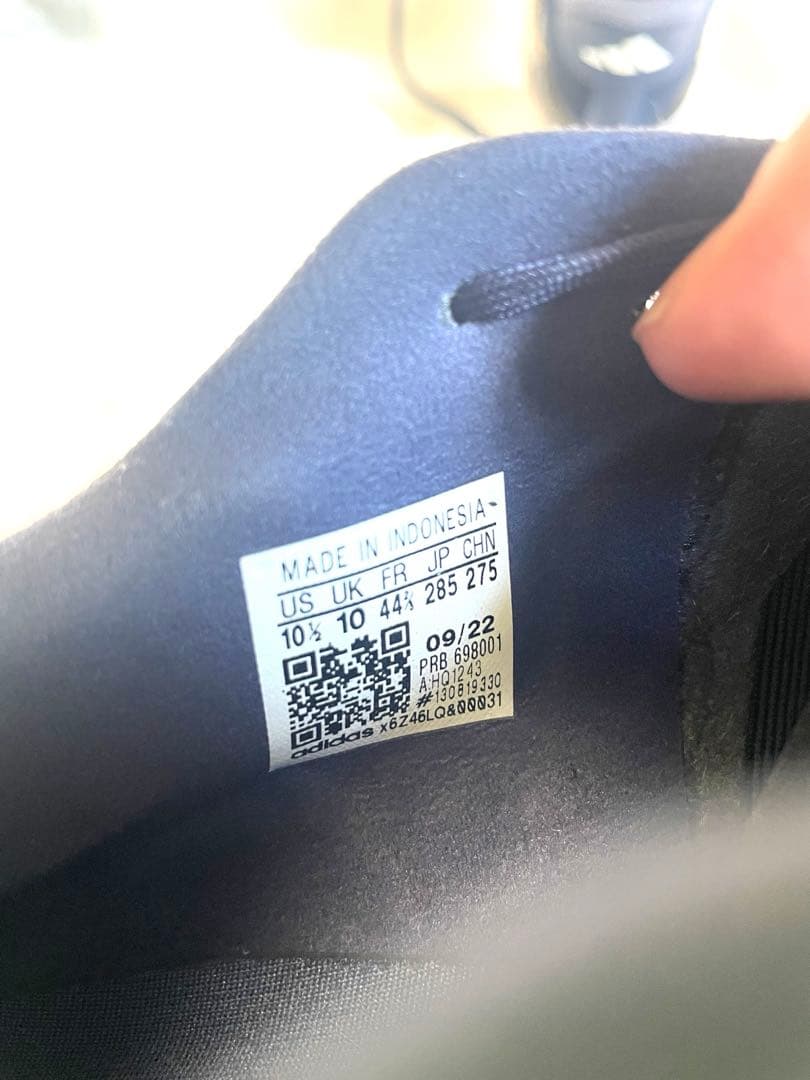 MADE IN INDONESIA
US UK FR JP CHN
10½ 10 44⅔ 285 275
09/22
PRB 698001
A:HQ1243
#130819330
adidas x6Z46LQ&00031